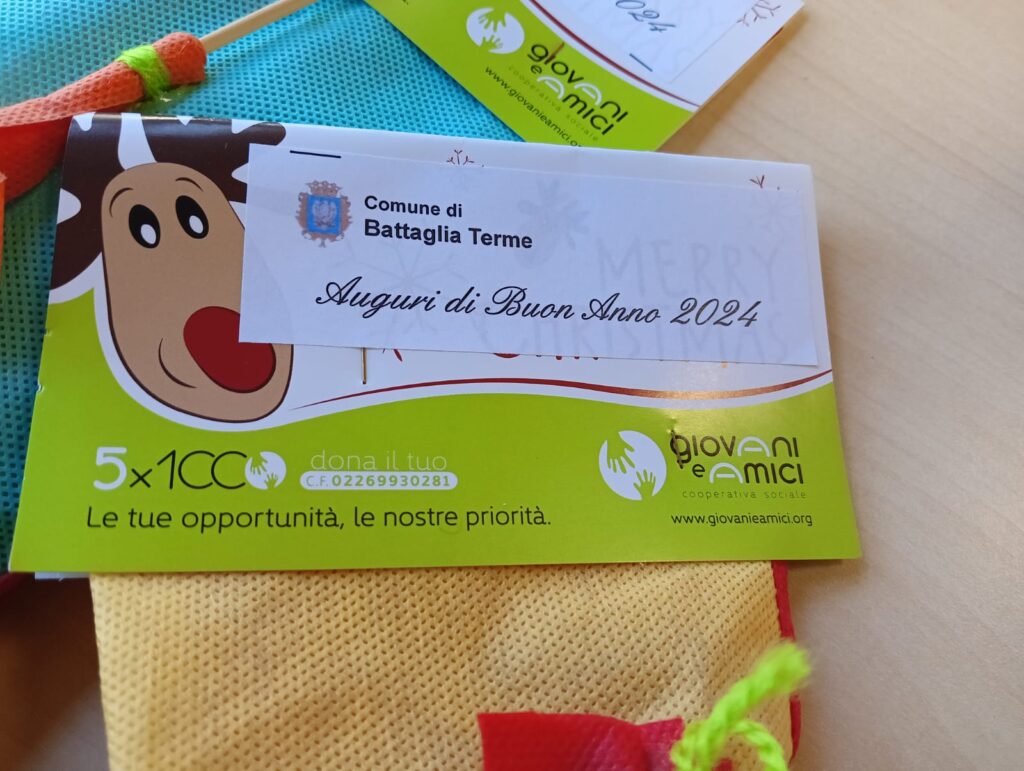 2024
giovani
e amici
cooperativa sociale
www.giovanieamici.org
Comune di
Battaglia Terme
MERRY
CHRISTMAS
Auguri di Buon Anno 2024
5x1000
dona il tuo
C.F. 02269930281
Le tue opportunità, le nostre priorità.
giovani
e amici
cooperativa sociale
www.giovanieamici.org